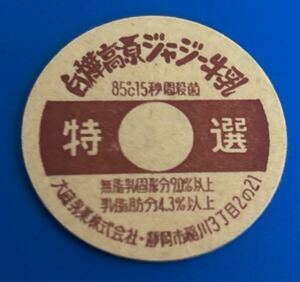 白樺高原ジャージー牛乳
85℃15秒間殺菌
特選
無脂乳固形分9.0%以上
乳脂肪分4.3%以上
大岡乳業株式会社・静岡市稲川3丁目2の21